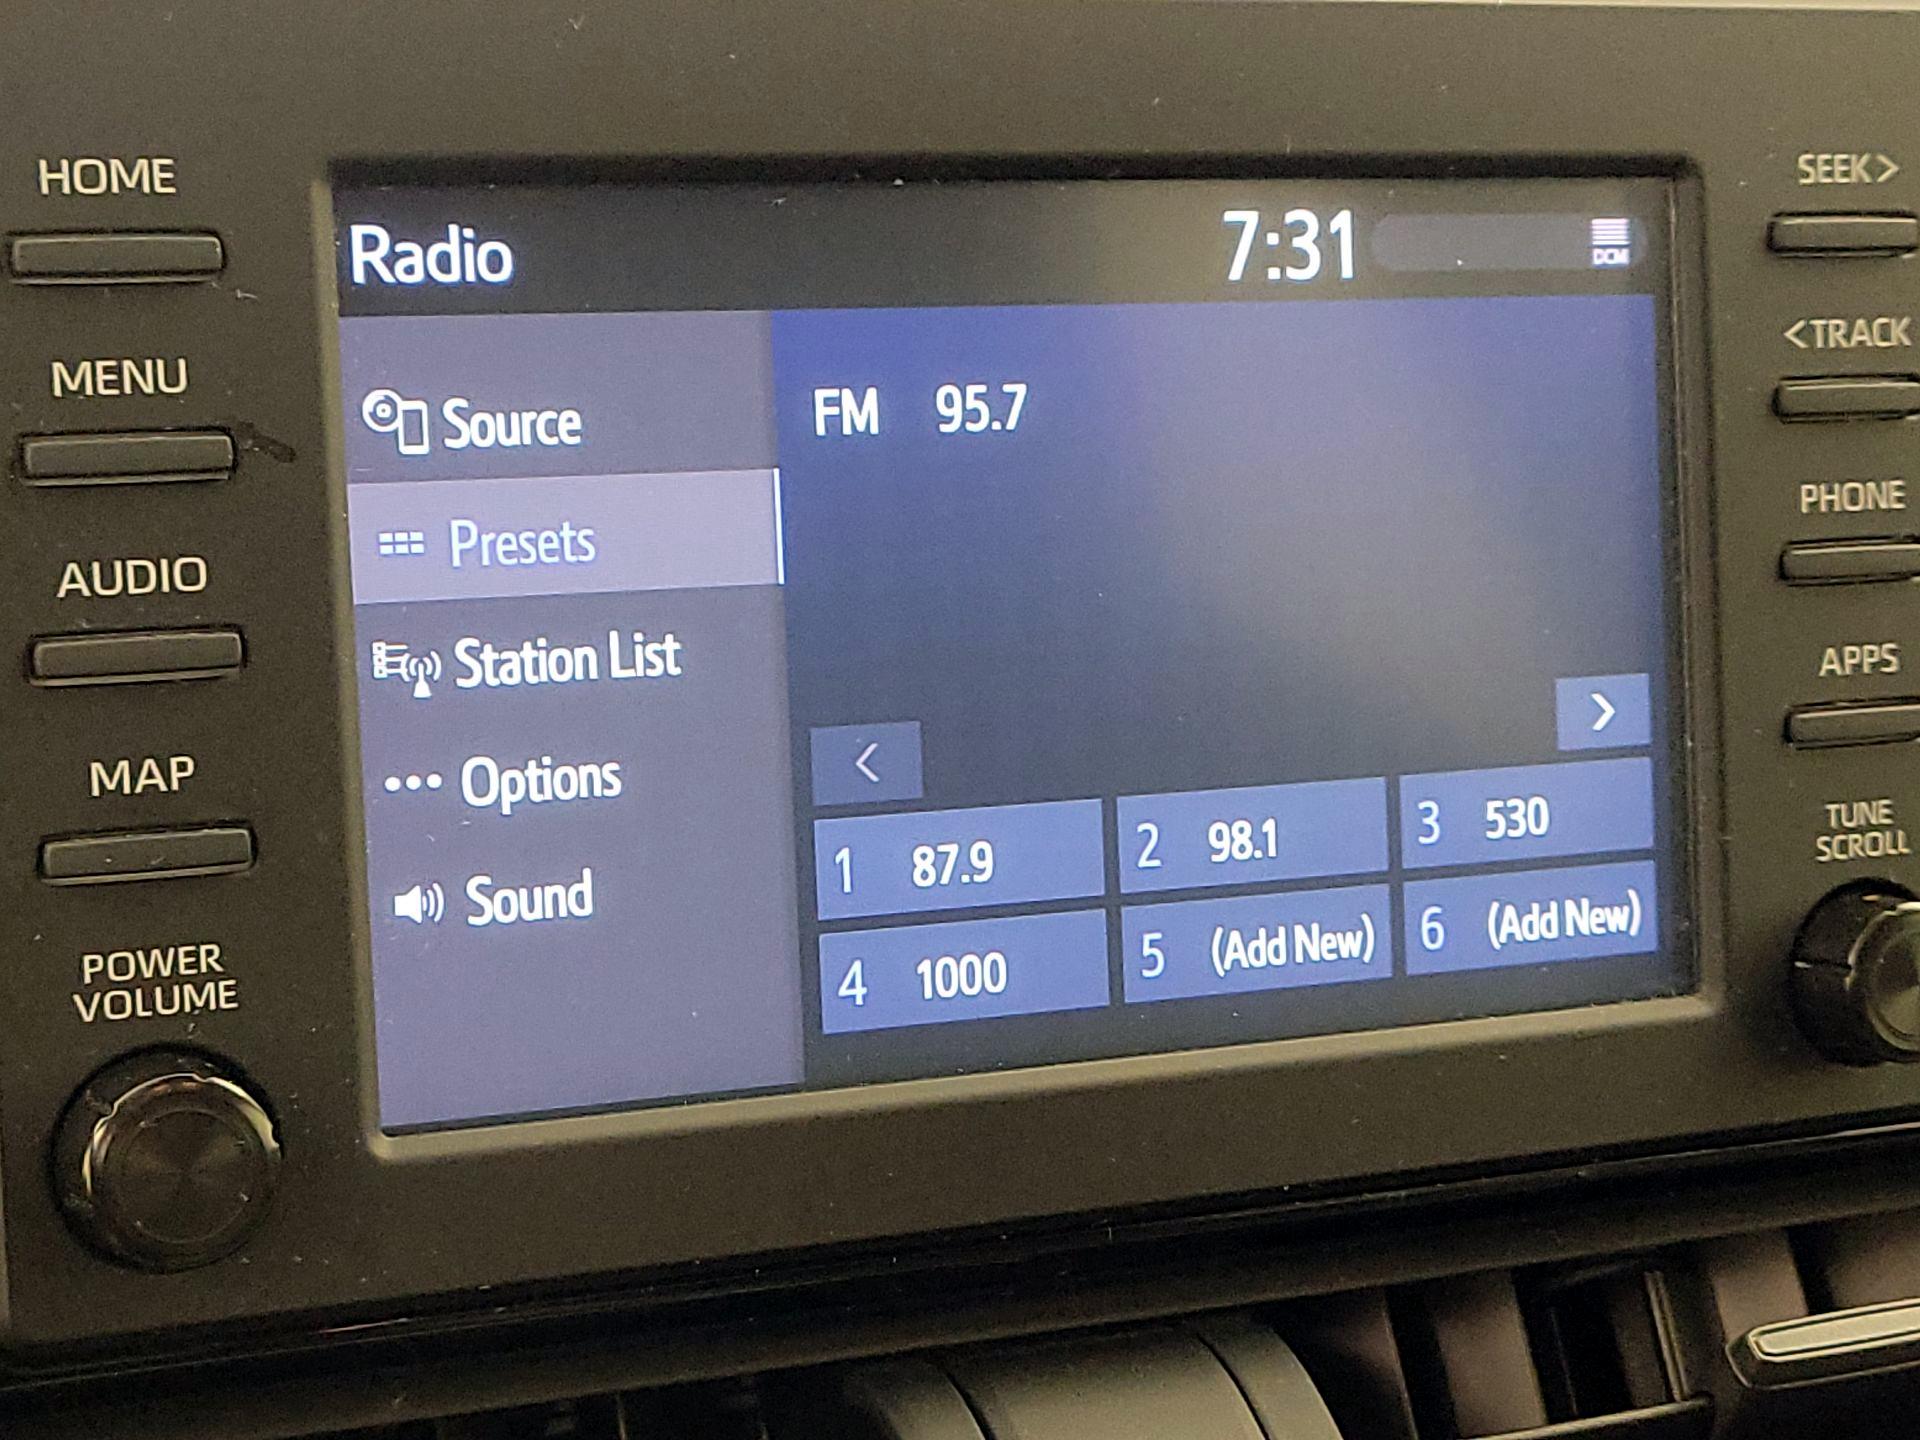 HOME
MENU
AUDIO
MAP
POWER
VOLUME
Radio
7:31
DCM
Source
Presets
Station List
Options
Sound
FM 95.7
<
>
1 87.9
2 98.1
3 530
4 1000
5 (Add New)
6 (Add New)
SEEK>
<TRACK
PHONE
APPS
TUNE
SCROLL